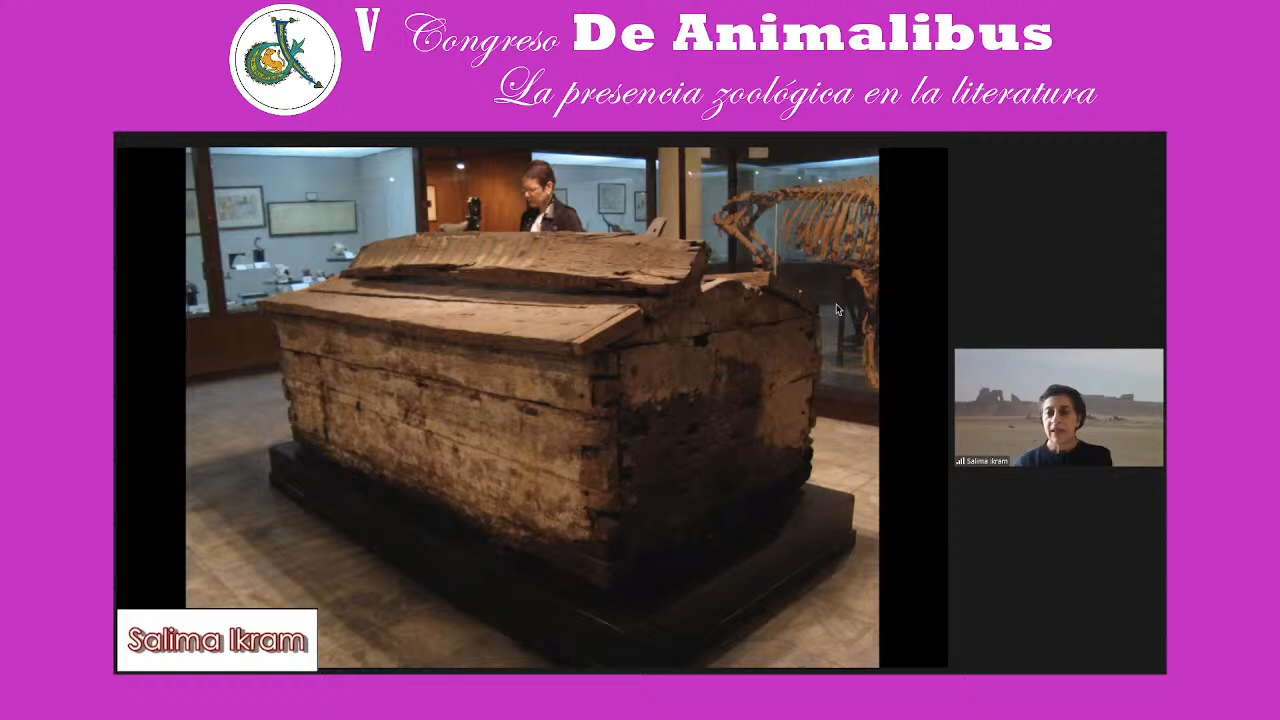 V Congreso De Animalibus
La presencia zoológica en la literatura
Salima Ikram
Salima Ikram